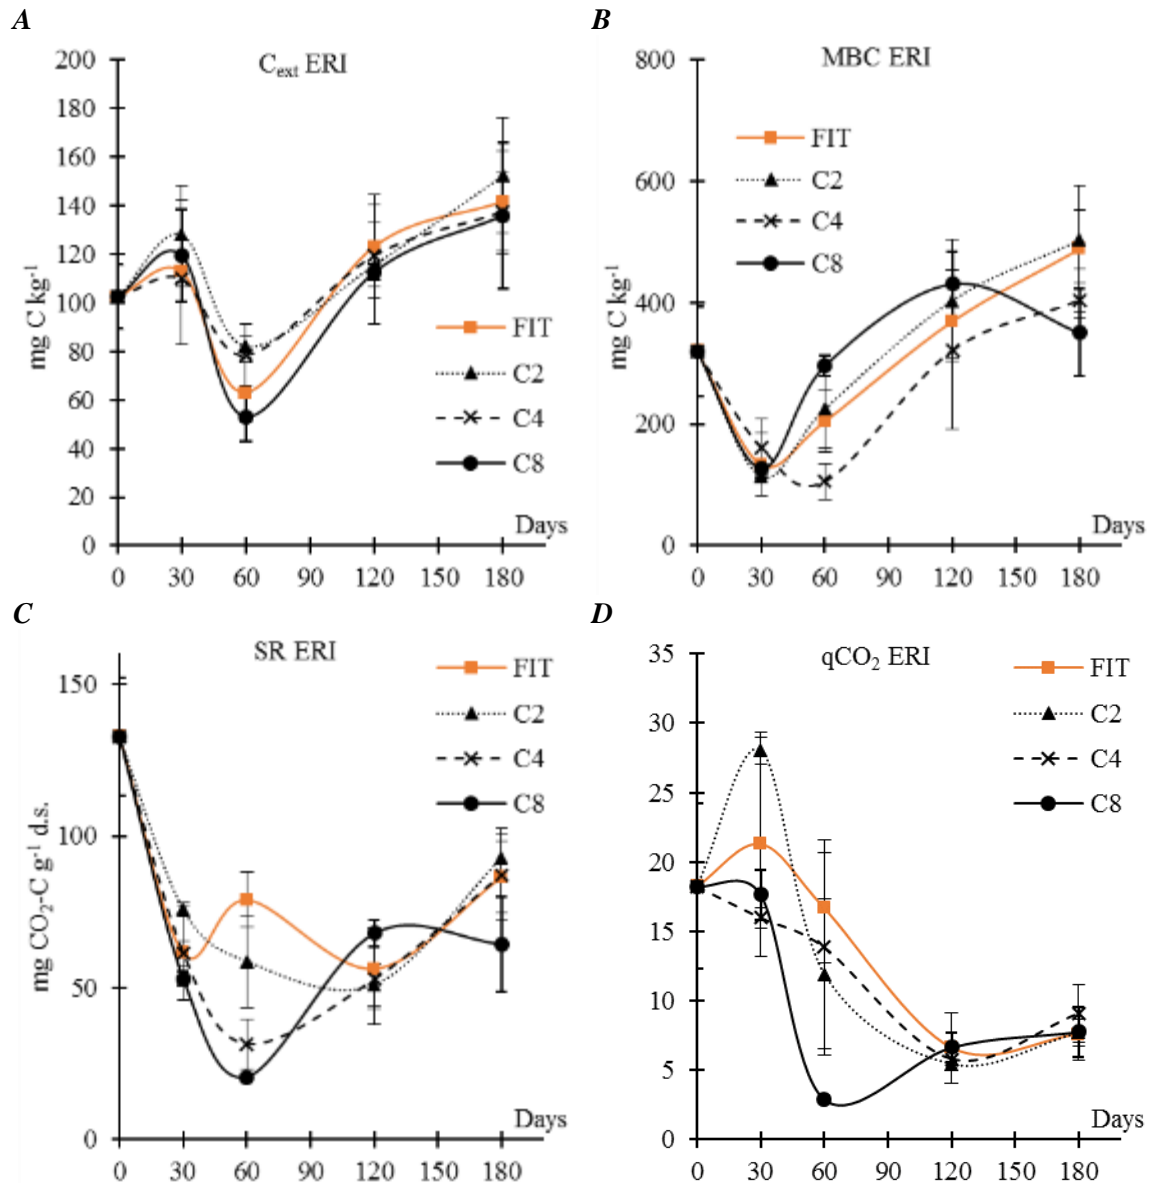 A
C_ext ERI
200
180
160
140
120
100
80
60
40
20
0
mg C kg⁻¹
FIT
C2
C4
C8
Days
0 30 60 90 120 150 180
B
MBC ERI
800
600
400
200
0
mg C kg⁻¹
FIT
C2
C4
C8
Days
0 30 60 90 120 150 180
C
SR ERI
150
100
50
0
mg CO₂-C g⁻¹ d.s.
FIT
C2
C4
C8
Days
0 30 60 90 120 150 180
D
qCO₂ ERI
35
30
25
20
15
10
5
0
FIT
C2
C4
C8
Days
0 30 60 90 120 150 180